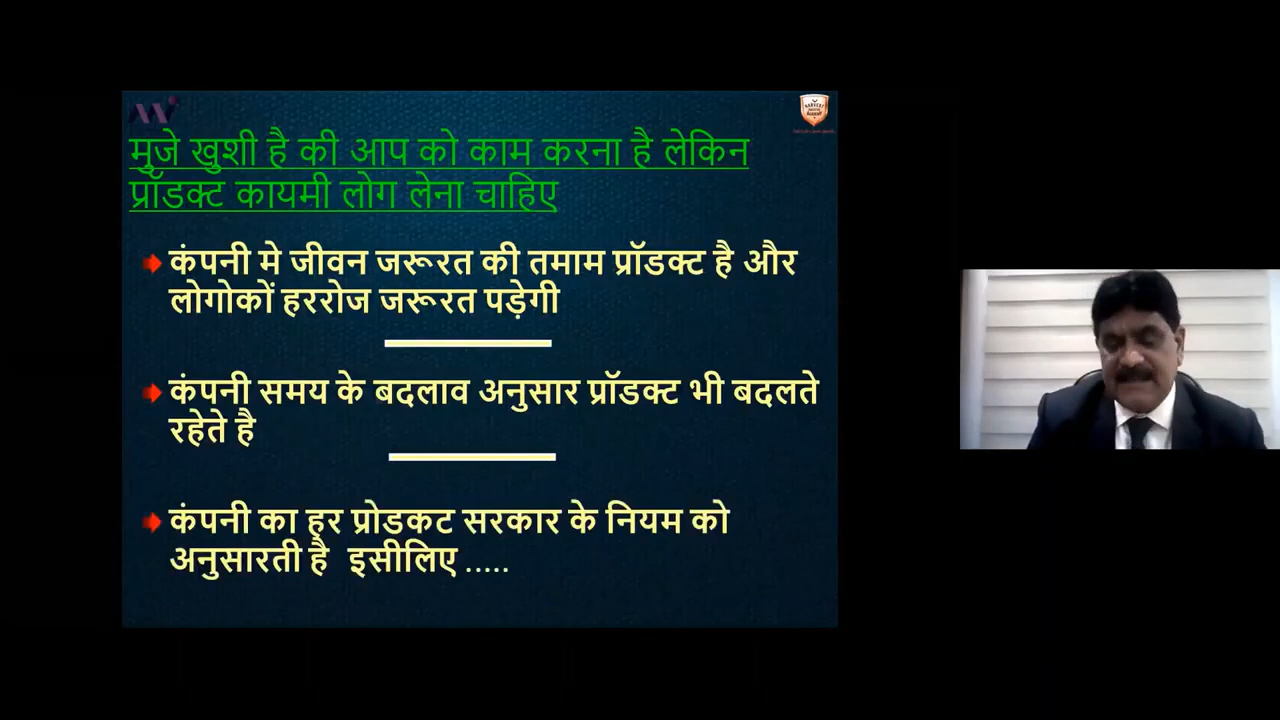 मुजे खुशी है की आप को काम करना है लेकिन
प्रॉडक्ट कायमी लोग लेना चाहिए
कंपनी मे जीवन जरूरत की तमाम प्रॉडक्ट है और
लोगोकों हररोज जरूरत पड़ेगी
कंपनी समय के बदलाव अनुसार प्रॉडक्ट भी बदलते
रहेते है
कंपनी का हर प्रोडकट सरकार के नियम को
अनुसारती है इसीलिए .....